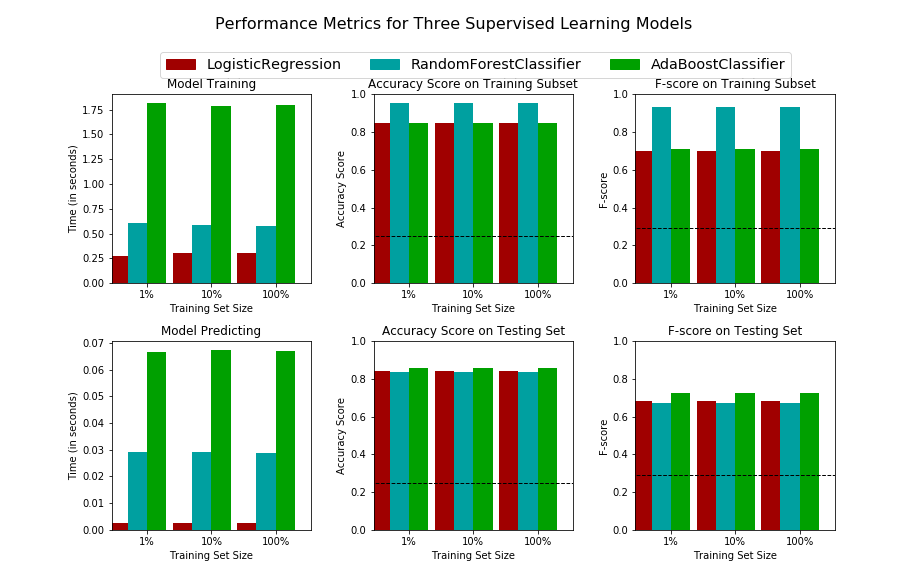 Performance Metrics for Three Supervised Learning Models
LogisticRegression RandomForestClassifier AdaBoostClassifier
Model Training
Time (in seconds)
1.75
1.50
1.25
1.00
0.75
0.50
0.25
0.00
1% 10% 100%
Training Set Size
Accuracy Score on Training Subset
Accuracy Score
1.0
0.8
0.6
0.4
0.2
0.0
1% 10% 100%
Training Set Size
F-score on Training Subset
F-score
1.0
0.8
0.6
0.4
0.2
0.0
1% 10% 100%
Training Set Size
Model Predicting
Time (in seconds)
0.07
0.06
0.05
0.04
0.03
0.02
0.01
0.00
1% 10% 100%
Training Set Size
Accuracy Score on Testing Set
Accuracy Score
1.0
0.8
0.6
0.4
0.2
0.0
1% 10% 100%
Training Set Size
F-score on Testing Set
F-score
1.0
0.8
0.6
0.4
0.2
0.0
1% 10% 100%
Training Set Size